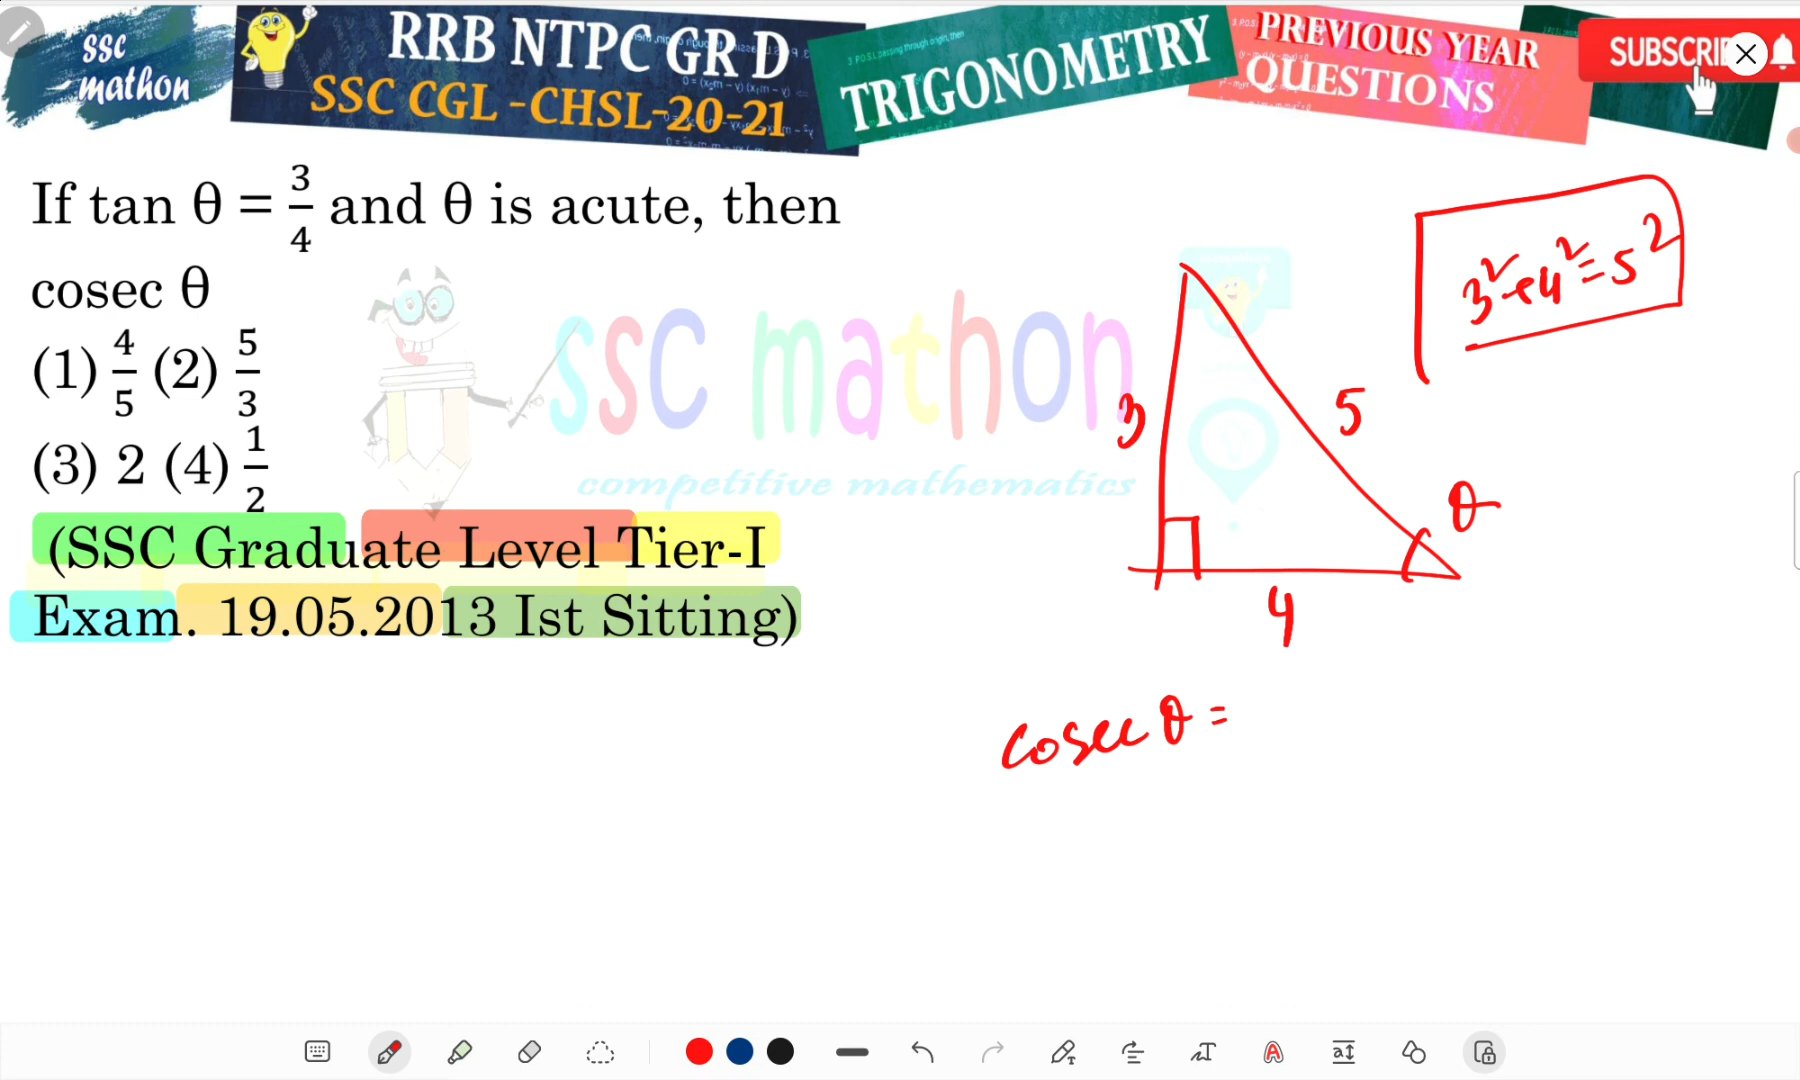 ssc
mathon
RRB NTPC GR D
SSC CGL -CHSL-20-21
TRIGONOMETRY
PREVIOUS YEAR
QUESTIONS
SUBSCRI
If tan θ = 3/4 and θ is acute, then
cosec θ
(1) 4/5 (2) 5/3
(3) 2 (4) 1/2
(SSC Graduate Level Tier-I
Exam. 19.05.2013 Ist Sitting)
ssc mathon
competitive mathematics
3² + 4² = 5²
3
5
θ
4
cosec θ =